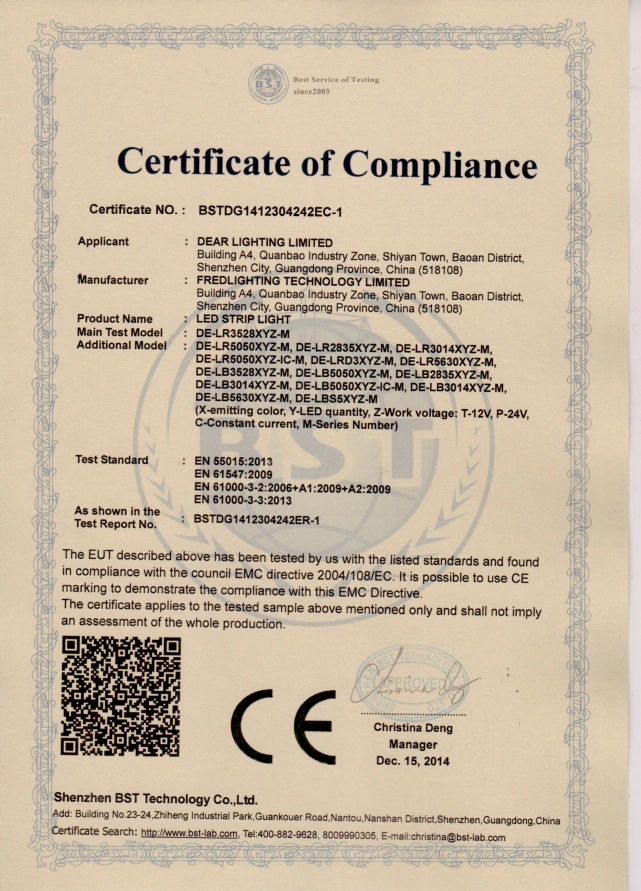 BST
Best Service of Testing
since2003
Certificate of Compliance
Certificate NO. : BSTDG1412304242EC-1
Applicant : DEAR LIGHTING LIMITED
Building A4, Quanbao Industry Zone, Shiyan Town, Baoan District,
Shenzhen City, Guangdong Province, China (518108)
Manufacturer : FREDLIGHTING TECHNOLOGY LIMITED
Building A4, Quanbao Industry Zone, Shiyan Town, Baoan District,
Shenzhen City, Guangdong Province, China (518108)
Product Name : LED STRIP LIGHT
Main Test Model : DE-LR3528XYZ-M
Additional Model : DE-LR5050XYZ-M, DE-LR2835XYZ-M, DE-LR3014XYZ-M,
DE-LR5050XYZ-IC-M, DE-LRD3XYZ-M, DE-LR5630XYZ-M,
DE-LB3528XYZ-M, DE-LB5050XYZ-M, DE-LB2835XYZ-M,
DE-LB3014XYZ-M, DE-LB5050XYZ-IC-M, DE-LB3014XYZ-M,
DE-LB5630XYZ-M, DE-LBS5XYZ-M
(X-emitting color, Y-LED quantity, Z-Work voltage: T-12V, P-24V,
C-Constant current, M-Series Number)
BST
Test Standard : EN 55015:2013
EN 61547:2009
EN 61000-3-2:2006+A1:2009+A2:2009
EN 61000-3-3:2013
As shown in the
Test Report No. : BSTDG1412304242ER-1
The EUT described above has been tested by us with the listed standards and found
in compliance with the council EMC directive 2004/108/EC. It is possible to use CE
marking to demonstrate the compliance with this EMC Directive.
The certificate applies to the tested sample above mentioned only and shall not imply
an assessment of the whole production.
CE
APPROVED
Christina Deng
Manager
Dec. 15, 2014
Shenzhen BST Technology Co.,Ltd.
Add: Building No.23-24,Zhiheng Industrial Park,Guankouer Road,Nantou,Nanshan District,Shenzhen,Guangdong,China
Certificate Search: http://www.bst-lab.com, Tel:400-882-9628, 8009990305, E-mail:christina@bst-lab.com